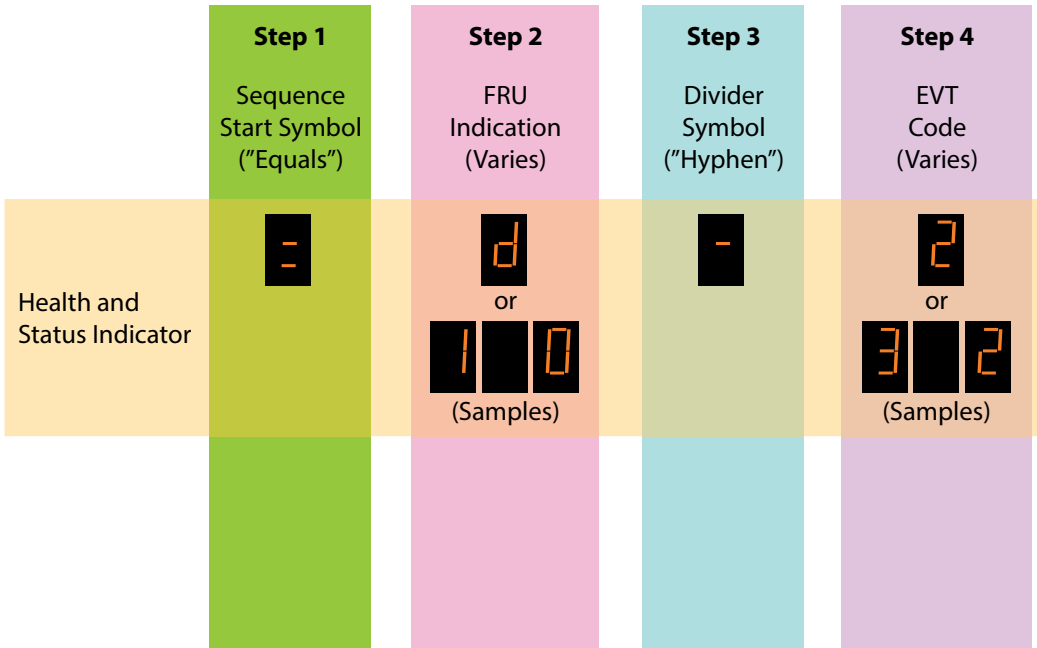 Step 1
Sequence
Start Symbol
("Equals")
Step 2
FRU
Indication
(Varies)
Step 3
Divider
Symbol
("Hyphen")
Step 4
EVT
Code
(Varies)
Health and
Status Indicator
=
d
or
1 0
(Samples)
-
2
or
3 2
(Samples)